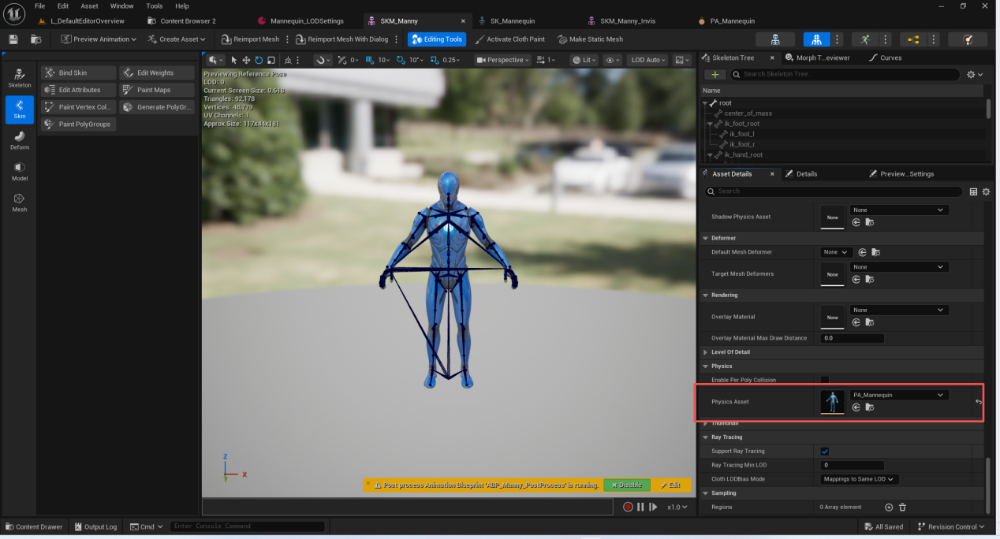 File Edit Asset Window Tools Help
L_DefaultEditorOverview
Content Browser 2
Mannequin_LODSettings
SKM_Manny
SK_Mannequin
SKM_Manny_Invis
PA_Mannequin
Preview Animation
Create Asset
Reimport Mesh
Reimport Mesh With Dialog
Editing Tools
Activate Cloth Paint
Make Static Mesh
Skeleton
Skin
Deform
Model
Mesh
Bind Skin
Edit Weights
Edit Attributes
Paint Maps
Paint Vertex Col...
Generate PolyGr...
Paint PolyGroups
0
10
10°
0.25
Perspective
1
Lit
LOD Auto
Previewing Reference Pose
LOD: 0
Current Screen Size: 0.618
Triangles: 92,178
Vertices: 48,779
UV Channels: 1
Approx Size: 117x44x181
Z
X
Y
Post process Animation Blueprint 'ABP_Manny_PostProcess' is running.
Disable
Edit
x1.0
Skeleton Tree
Morph T...eviewer
Curves
Search Skeleton Tree...
Name
root
center_of_mass
ik_foot_root
ik_foot_l
ik_foot_r
ik_hand_root
Asset Details
Details
Preview...Settings
Search
Shadow Physics Asset
None
None
Deformer
Default Mesh Deformer
None
Target Mesh Deformers
None
None
Rendering
Overlay Material
None
None
Overlay Material Max Draw Distance
0.0
Level Of Detail
Physics
Enable Per Poly Collision
Physics Asset
PA_Mannequin
Thumbnail
Ray Tracing
Support Ray Tracing
Ray Tracing Min LOD
0
Cloth LODBias Mode
Mappings to Same LOD
Sampling
Regions
0 Array element
Content Drawer
Output Log
Cmd
Enter Console Command
All Saved
Revision Control